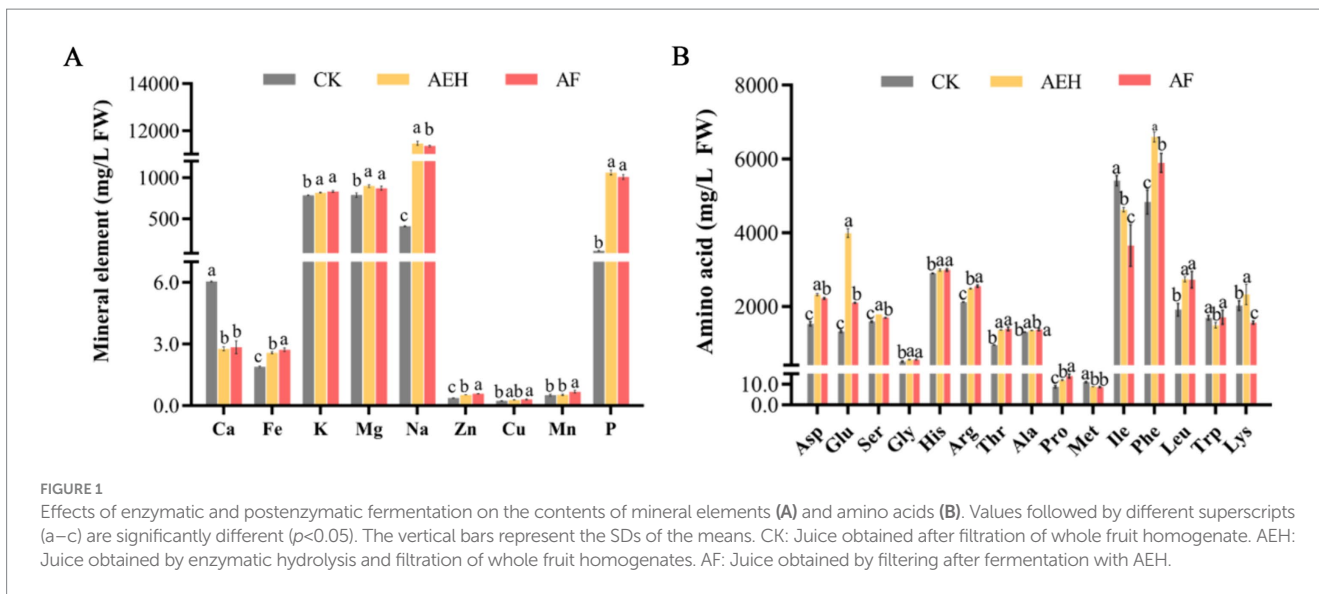 A
CK AEH AF
Mineral element (mg/L FW)
14000
12000
1000
500
6.0
3.0
0.0
a b b
c b a
b a a
b a a
c a b
c b a
b ab a
b b a
b a a
Ca Fe K Mg Na Zn Cu Mn P
B
CK AEH AF
Amino acid (mg/L FW)
8000
6000
4000
2000
10.0
0.0
c a b
c a b
c a b
b a a
b a a
c b a
b a a
b ab a
c b a
a b b
a b c
c a b
b a a
a b a
b a c
Asp Glu Ser Gly His Arg Thr Ala Pro Met Ile Phe Leu Trp Lys
FIGURE 1
Effects of enzymatic and postenzymatic fermentation on the contents of mineral elements (A) and amino acids (B). Values followed by different superscripts
(a–c) are significantly different (p<0.05). The vertical bars represent the SDs of the means. CK: Juice obtained after filtration of whole fruit homogenate. AEH:
Juice obtained by enzymatic hydrolysis and filtration of whole fruit homogenates. AF: Juice obtained by filtering after fermentation with AEH.